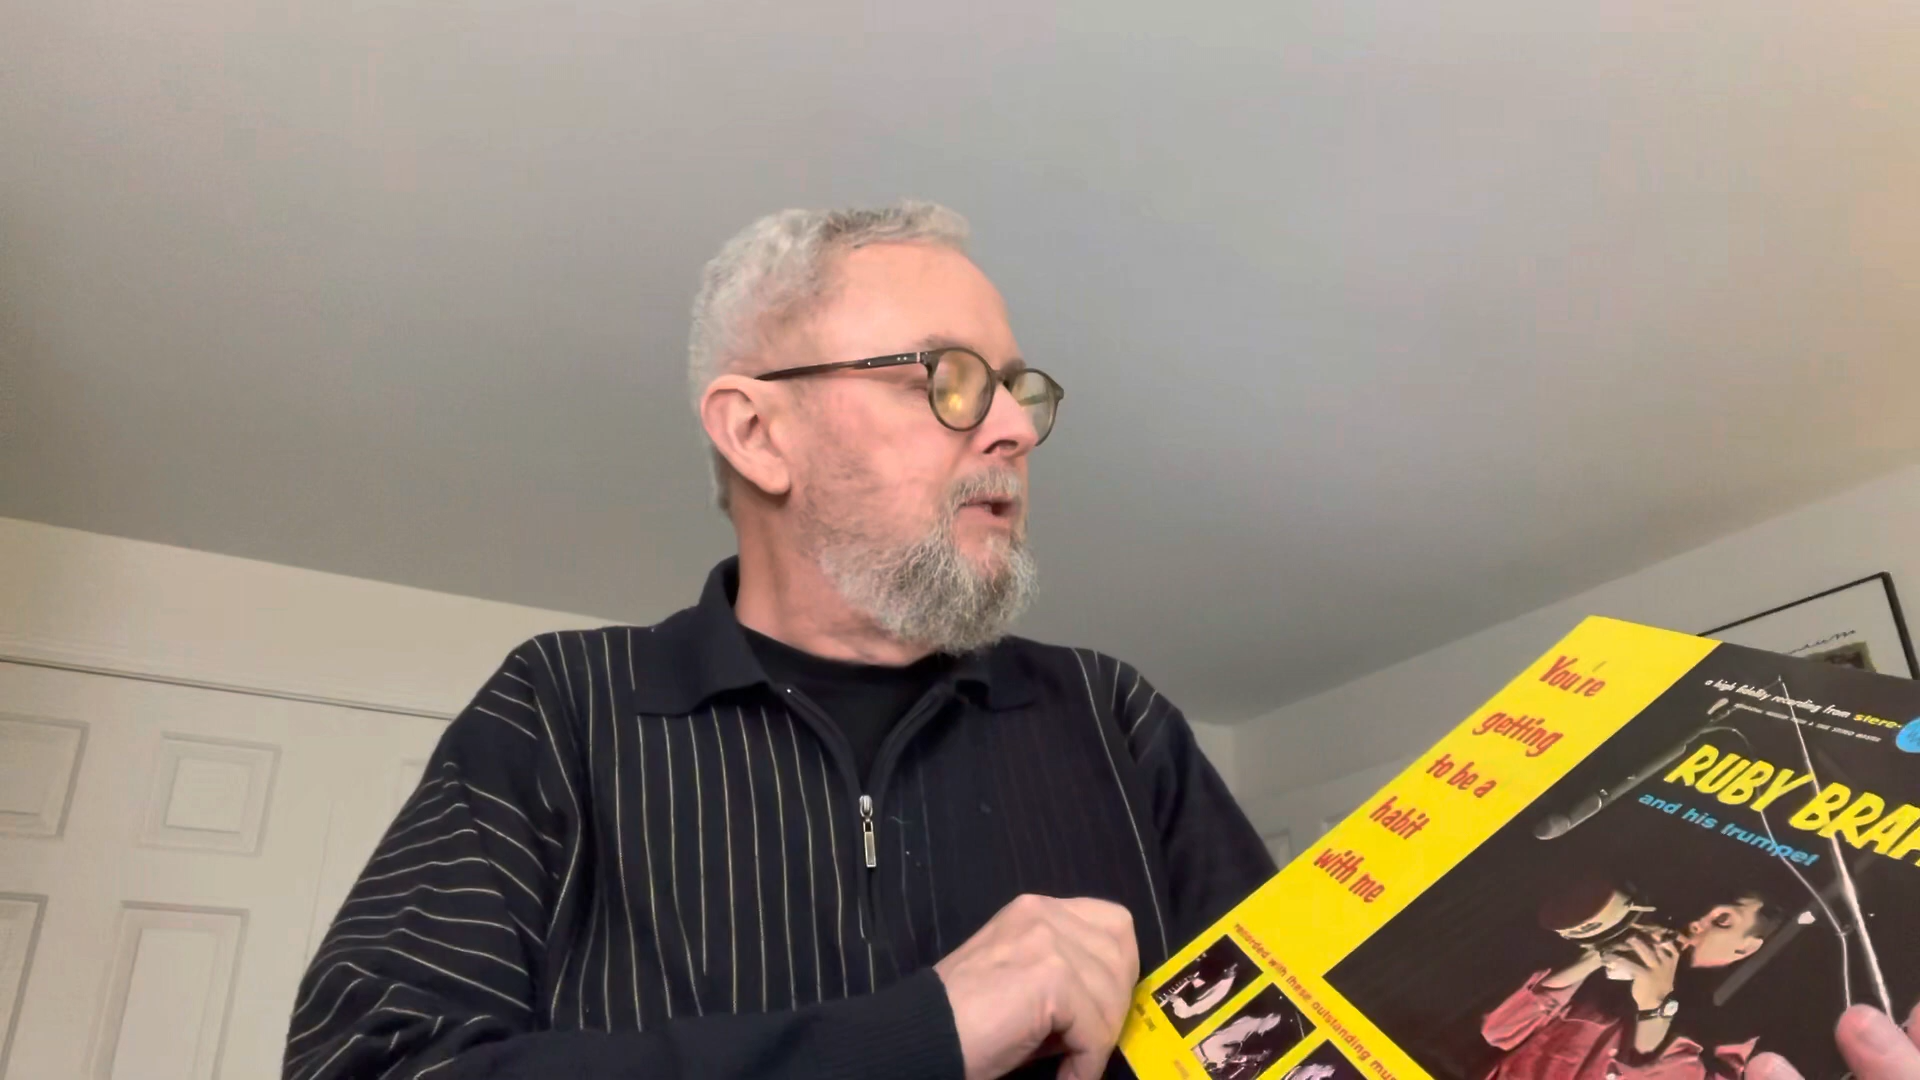 You're
getting
to be a
habit
with me
a high fidelity recording from stere-
RUBY BRA
and his trumpet
recorded with these outstanding mu